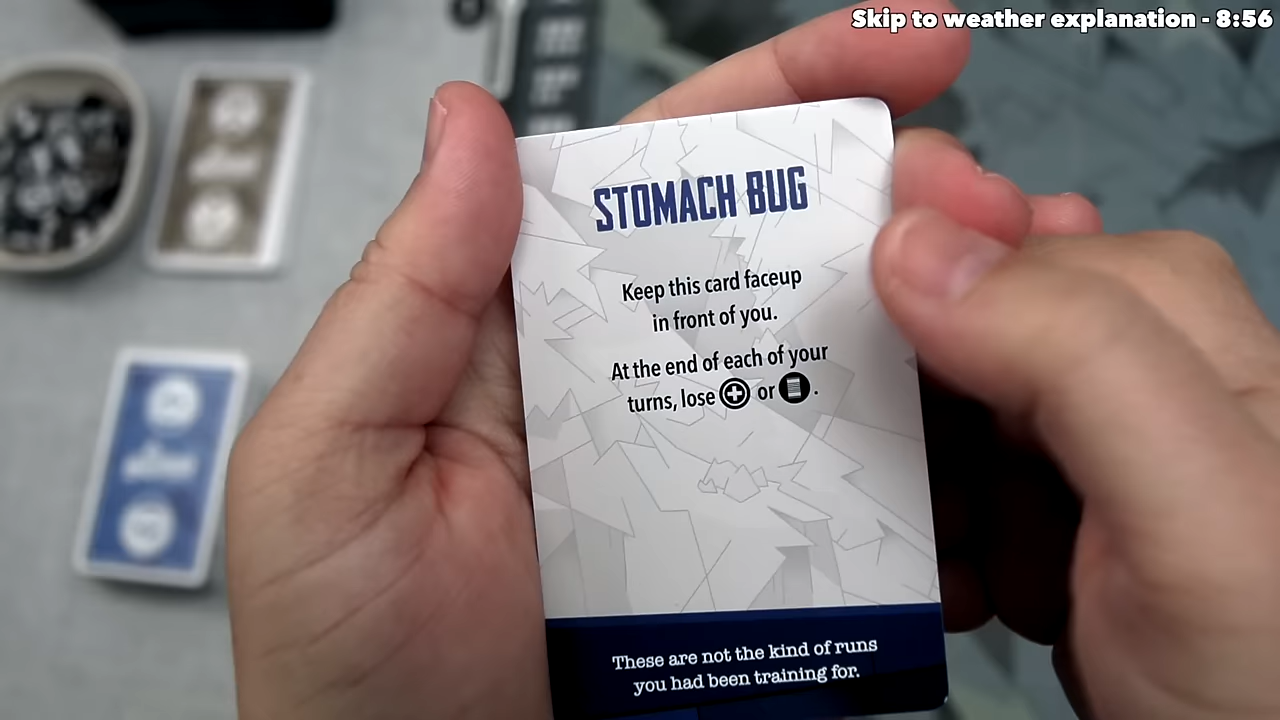 Skip to weather explanation - 8:56
STOMACH BUG
Keep this card faceup
in front of you.
At the end of each of your
turns, lose or .
These are not the kind of runs
you had been training for.